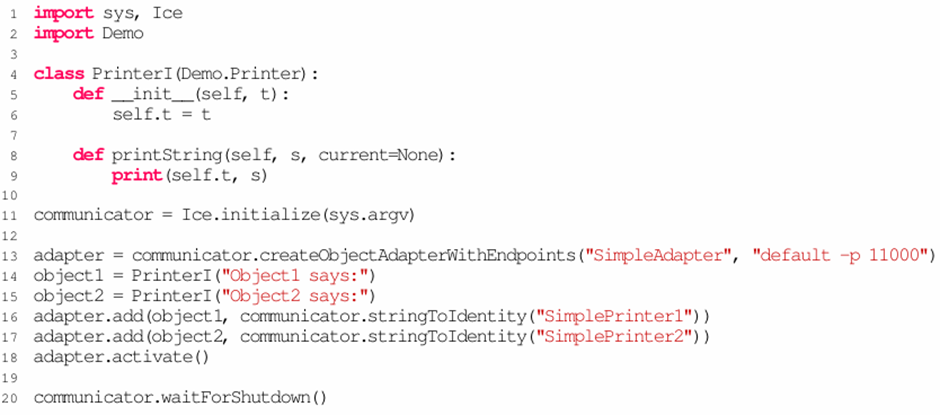 1 import sys, Ice
2 import Demo
3
4 class PrinterI(Demo.Printer):
5     def __init__(self, t):
6         self.t = t
7
8     def printString(self, s, current=None):
9         print(self.t, s)
10
11 communicator = Ice.initialize(sys.argv)
12
13 adapter = communicator.createObjectAdapterWithEndpoints("SimpleAdapter", "default -p 11000")
14 object1 = PrinterI("Object1 says:")
15 object2 = PrinterI("Object2 says:")
16 adapter.add(object1, communicator.stringToIdentity("SimplePrinter1"))
17 adapter.add(object2, communicator.stringToIdentity("SimplePrinter2"))
18 adapter.activate()
19
20 communicator.waitForShutdown()